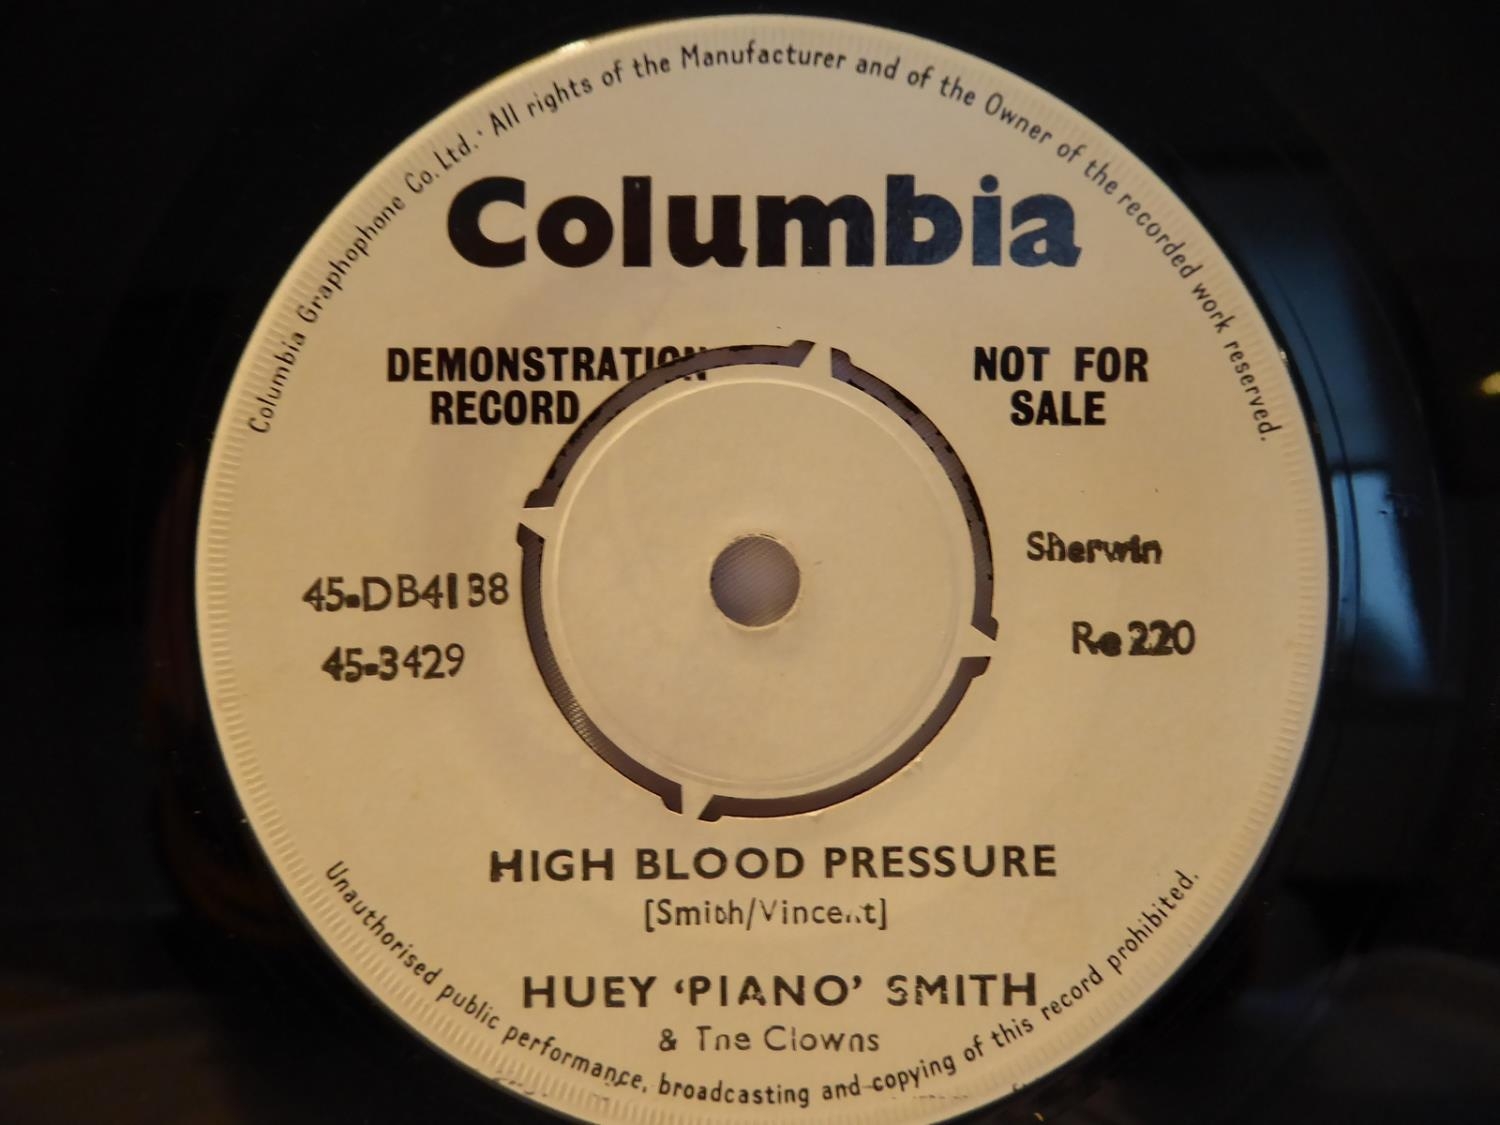 Columbia Graphophone Co. Ltd. · All rights of the Manufacturer and of the Owner of the recorded work reserved.
Columbia
DEMONSTRATION
RECORD
NOT FOR
SALE
45-DB4138
45-3429
Sherwin
Re 220
HIGH BLOOD PRESSURE
[Smith/Vincent]
HUEY ‘PIANO’ SMITH
& The Clowns
Unauthorised public performance, broadcasting and copying of this record prohibited.